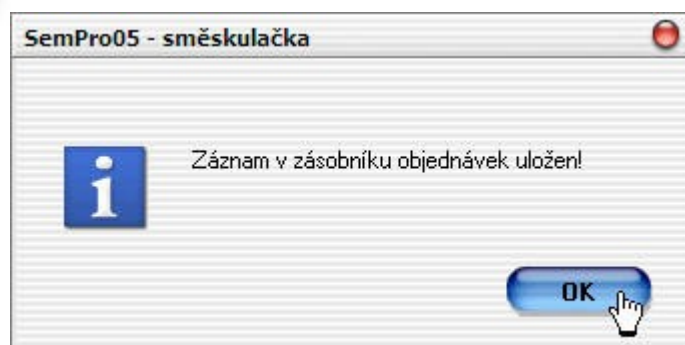 SemPro05 - směskulačka
Záznam v zásobníku objednávek uložen!
OK